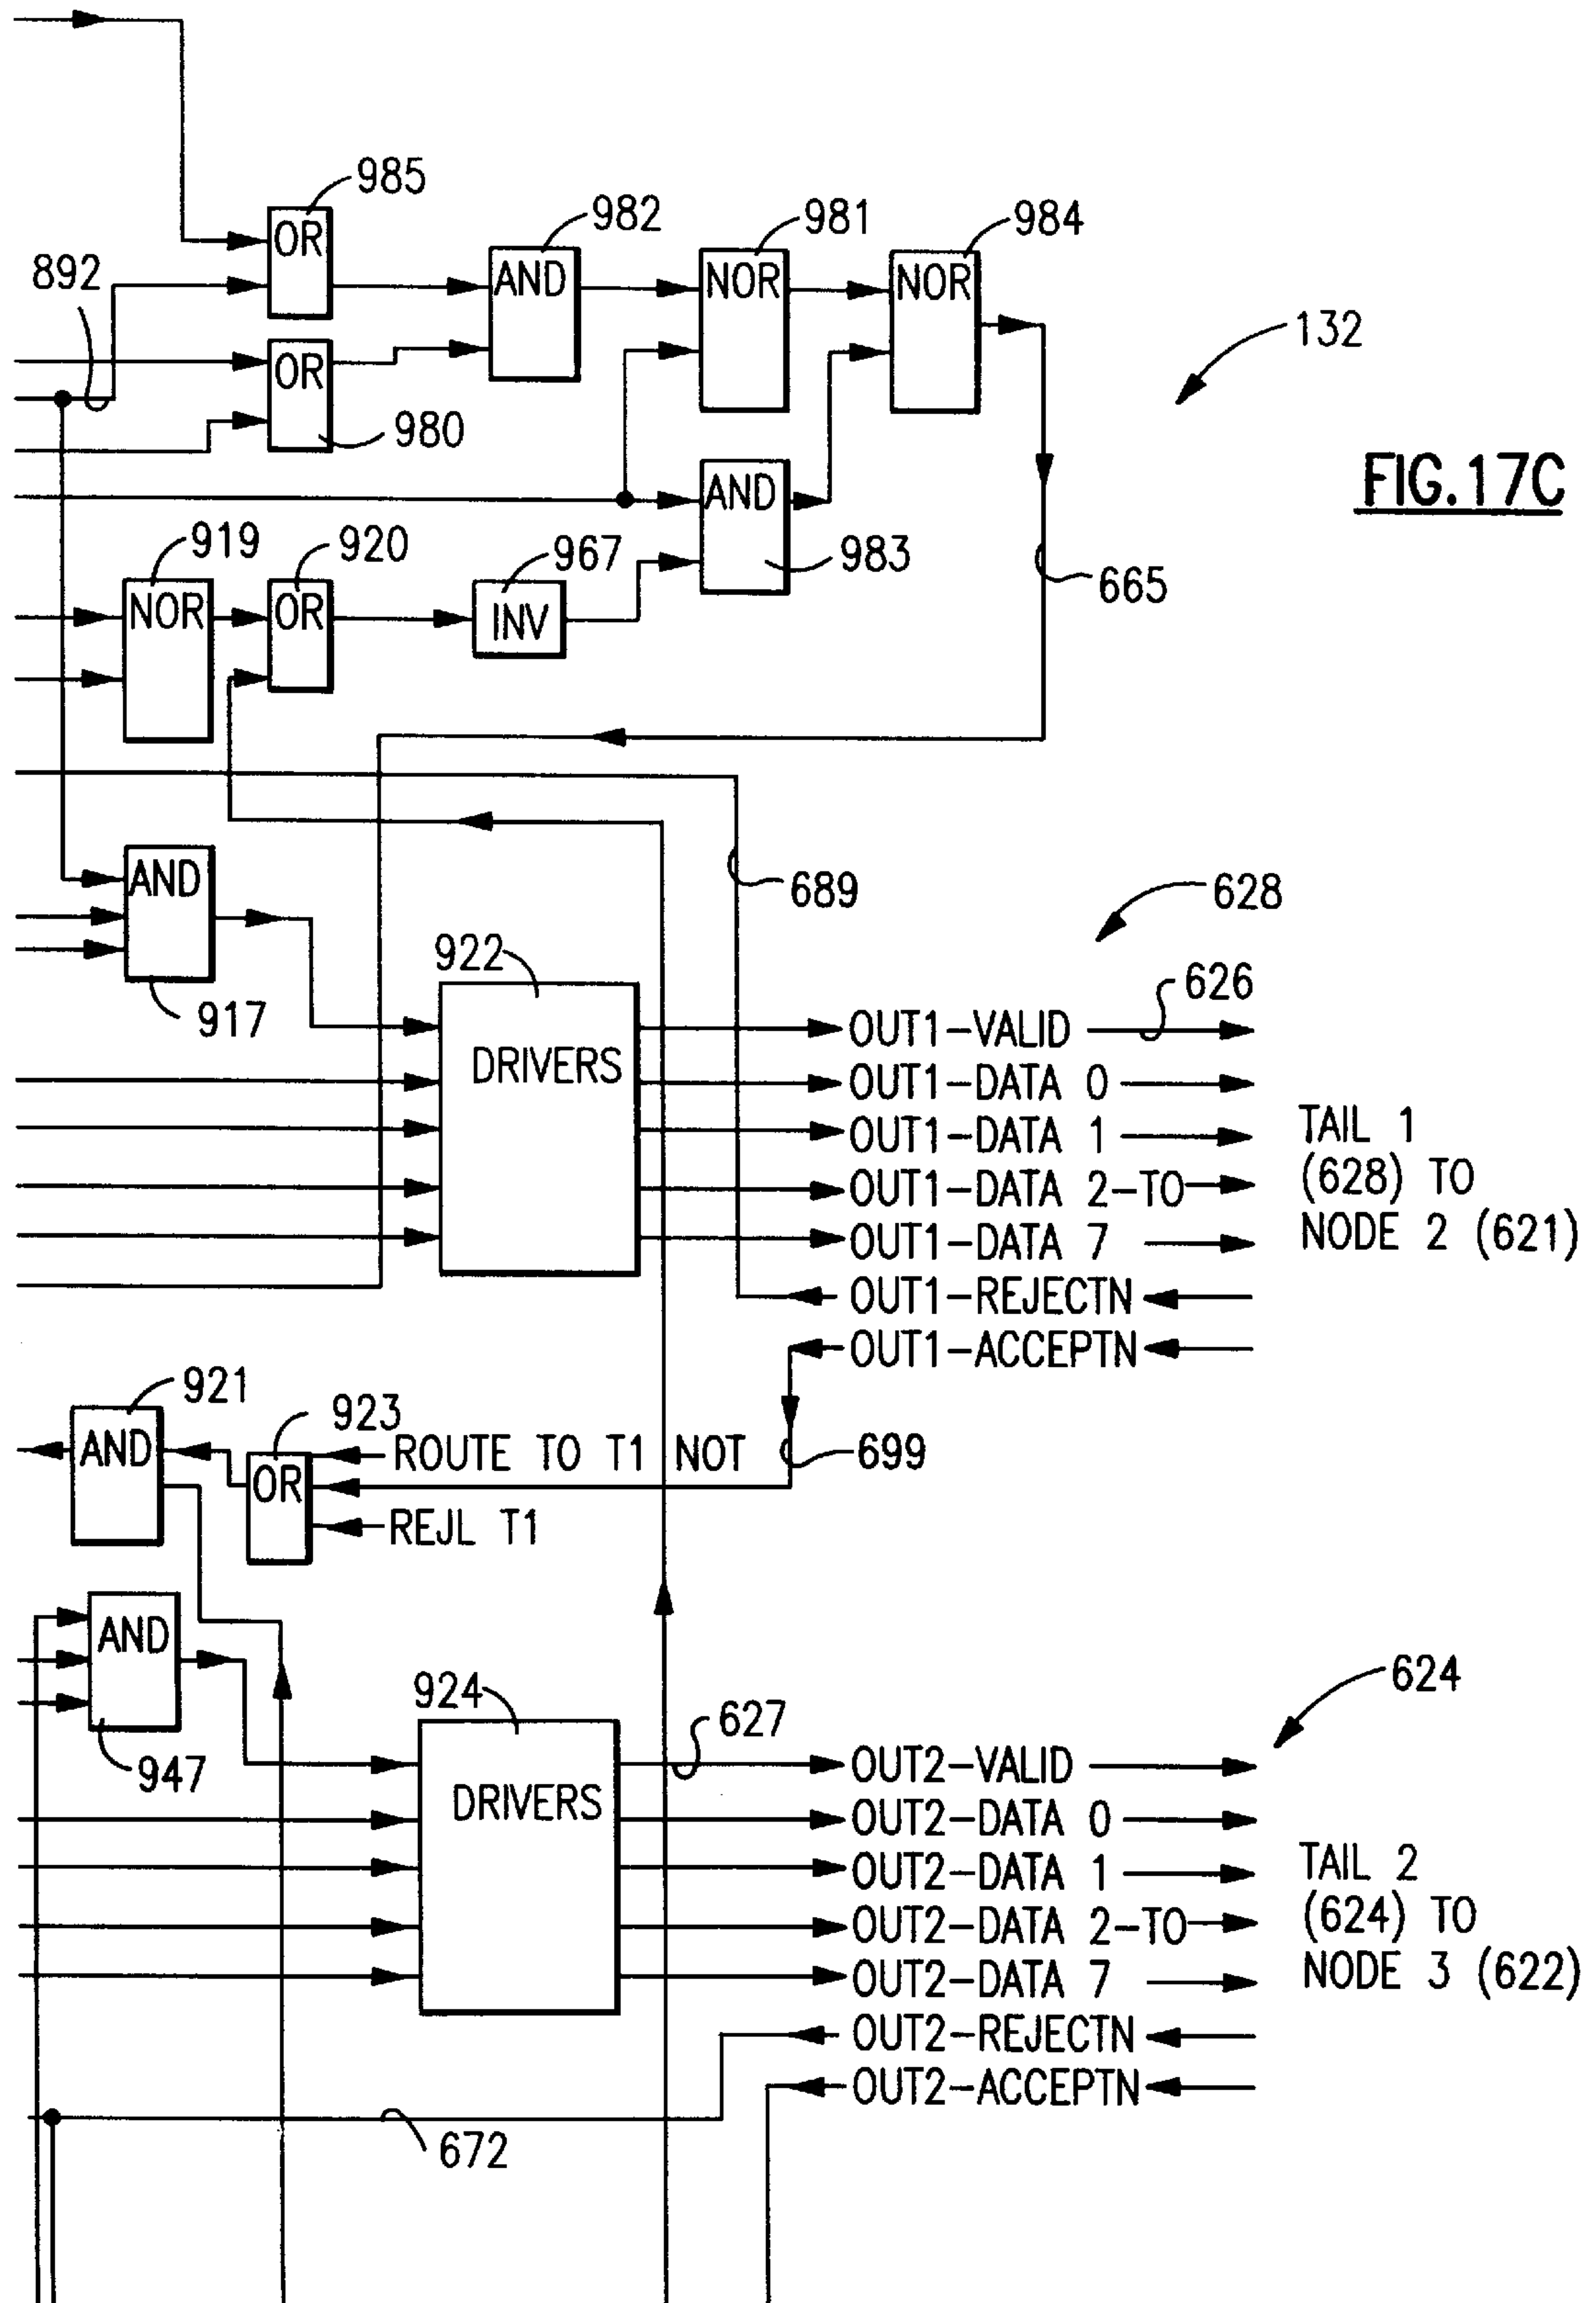 985
OR
982
981
984
892
AND
NOR
NOR
132
OR
980
FIG.17C
AND
919
920
967
983
665
NOR
OR
INV
AND
689
628
922
626
917
OUT1-VALID
DRIVERS
OUT1-DATA 0
OUT1-DATA 1
OUT1-DATA 2-TO
OUT1-DATA 7
TAIL 1
(628) TO
NODE 2 (621)
OUT1-REJECTN
OUT1-ACCEPTN
921
923
AND
ROUTE TO T1 NOT
699
OR
REJL T1
AND
624
924
627
947
OUT2-VALID
DRIVERS
OUT2-DATA 0
OUT2-DATA 1
OUT2-DATA 2-TO
OUT2-DATA 7
TAIL 2
(624) TO
NODE 3 (622)
OUT2-REJECTN
OUT2-ACCEPTN
672